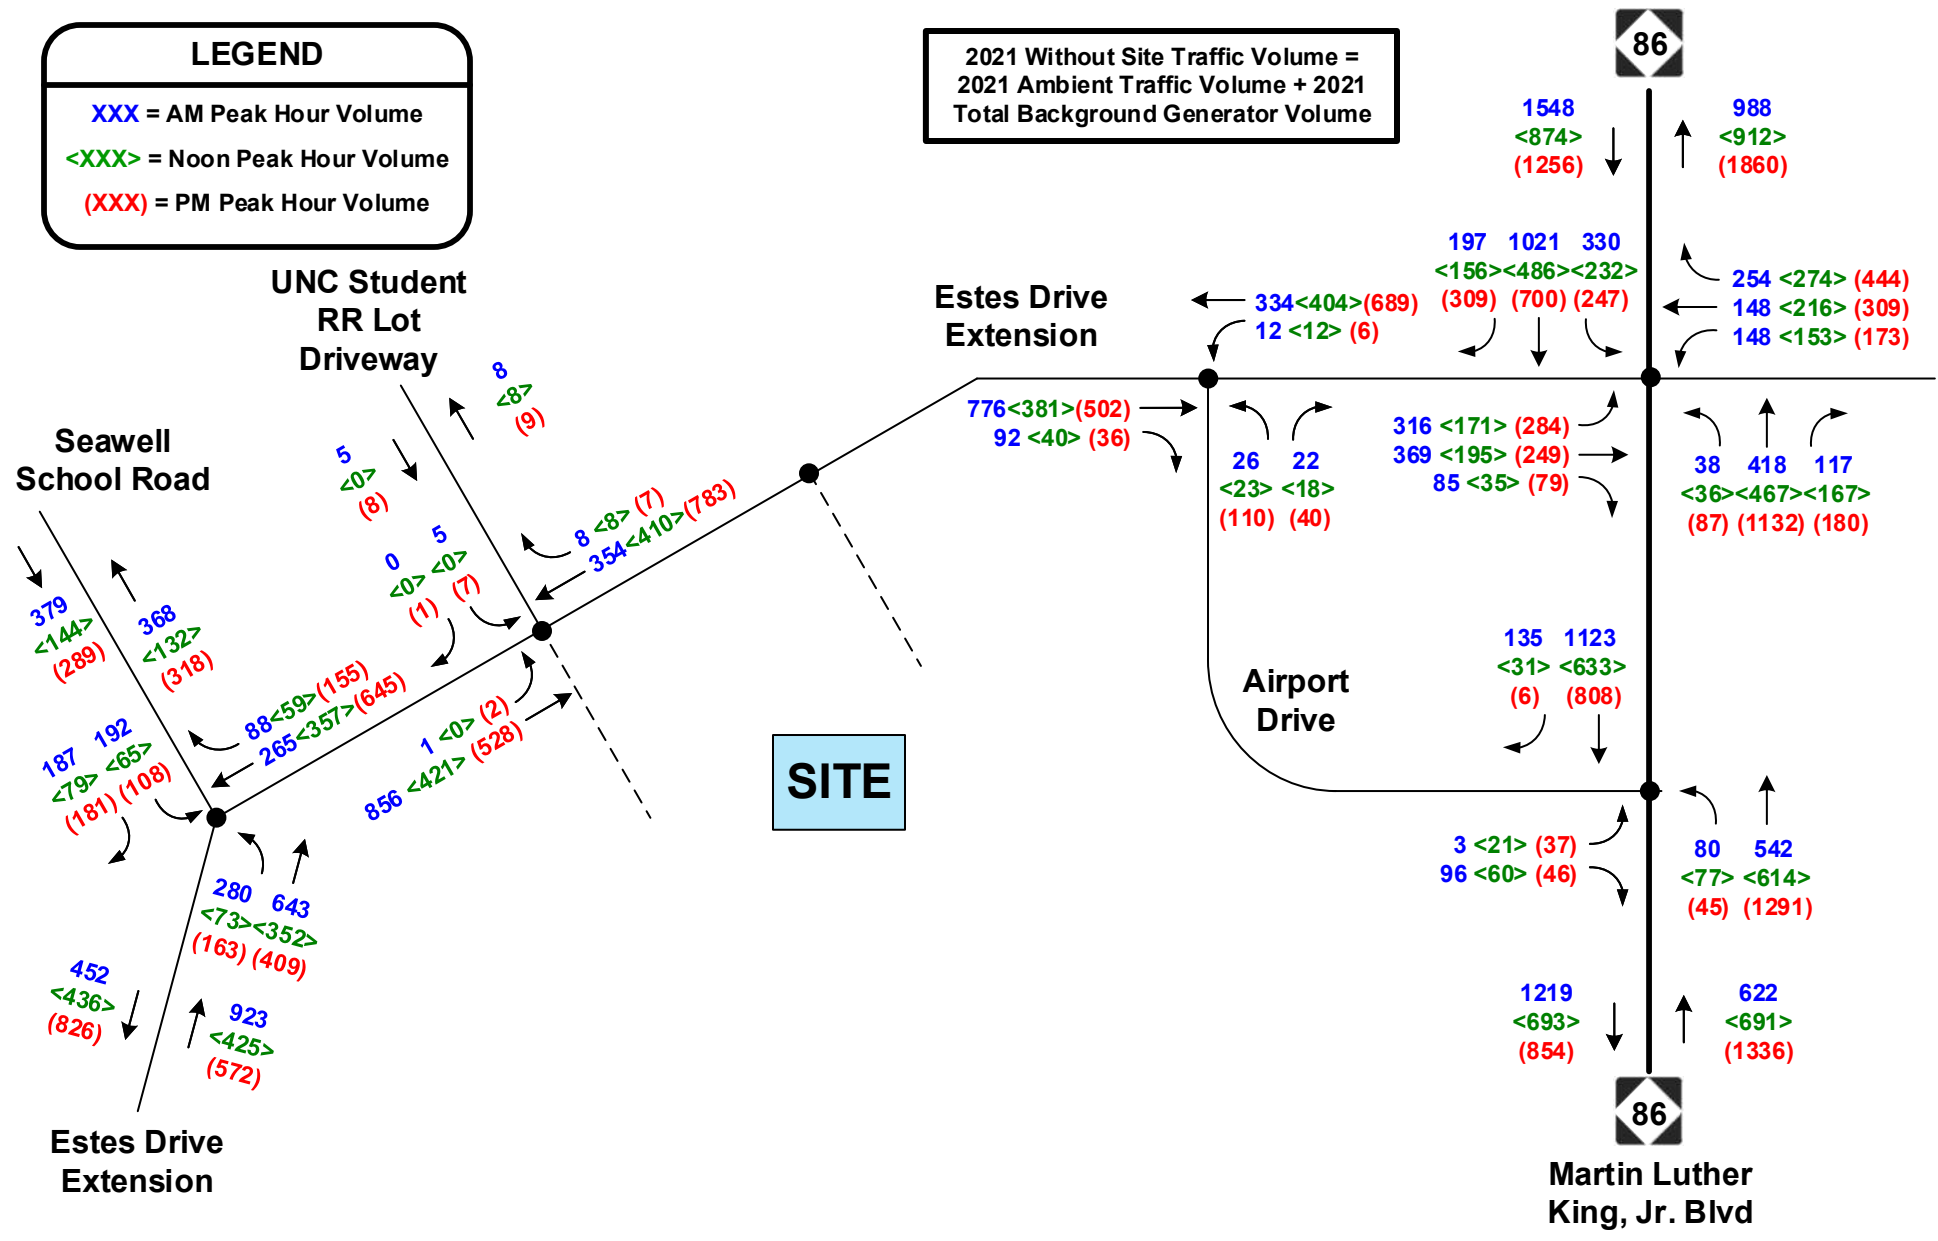 LEGEND
XXX = AM Peak Hour Volume
<XXX> = Noon Peak Hour Volume
(XXX) = PM Peak Hour Volume
2021 Without Site Traffic Volume =
2021 Ambient Traffic Volume + 2021
Total Background Generator Volume
86
1548
<874>
(1256)
988
<912>
(1860)
197 1021 330
<156><486><232>
(309) (700) (247)
254 <274> (444)
148 <216> (309)
148 <153> (173)
UNC Student
RR Lot
Driveway
Estes Drive
Extension
334<404>(689)
12 <12> (6)
776<381>(502)
92 <40> (36)
26 22
<23> <18>
(110) (40)
316 <171> (284)
369 <195> (249)
85 <35> (79)
38 418 117
<36><467><167>
(87) (1132) (180)
8
<8>
(9)
5
<0>
(8)
Seawell
School Road
8 <8> (7)
354<410>(783)
0 5
<0> <0>
(1) (7)
379
<144>
(289)
368
<132>
(318)
88<59>(155)
265<357>(645)
1 <0> (2)
856 <421> (528)
187 192
<79> <65>
(181) (108)
SITE
Airport
Drive
135 1123
<31> <633>
(6) (808)
3 <21> (37)
96 <60> (46)
80 542
<77> <614>
(45) (1291)
280 643
<73><352>
(163) (409)
452
<436>
(826)
923
<425>
(572)
1219
<693>
(854)
622
<691>
(1336)
86
Estes Drive
Extension
Martin Luther
King, Jr. Blvd